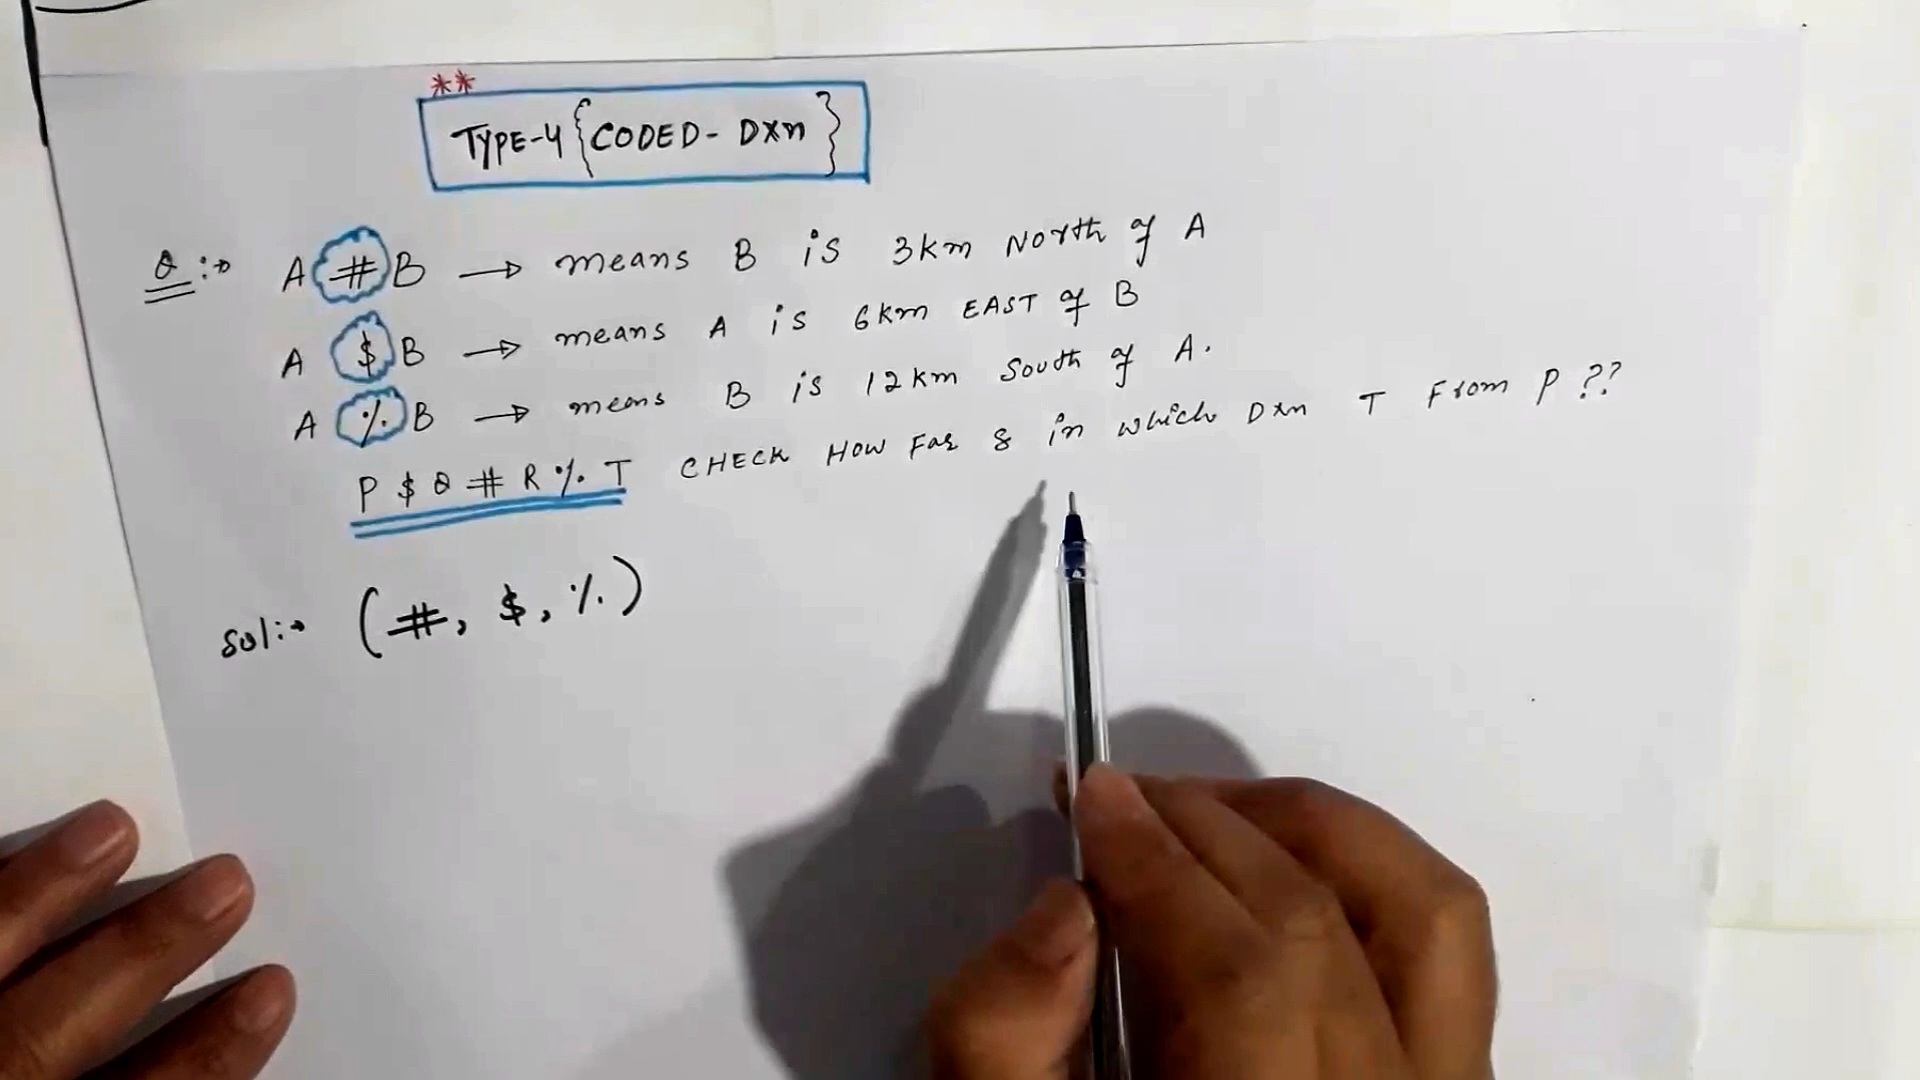 **
TYPE-4 {CODED- DXn}
Q:→ A # B → means B is 3km North of A
A $ B → means A is 6km EAST of B
A % B → means B is 12km South of A.
P $ Q # R % T CHECK HOW Far & in which Dxn T From P ??
Sol:→ (#, $, %)